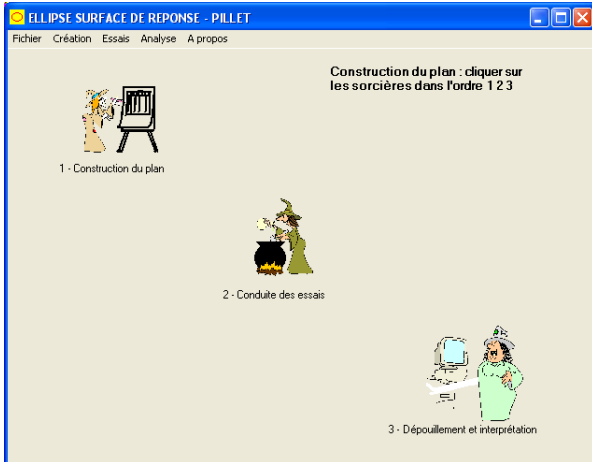 ELLIPSE SURFACE DE REPONSE - PILLET
Fichier Création Essais Analyse A propos
Construction du plan : cliquer sur
les sorcières dans l'ordre 1 2 3
1 - Construction du plan
2 - Conduite des essais
3 - Dépouillement et interprétation